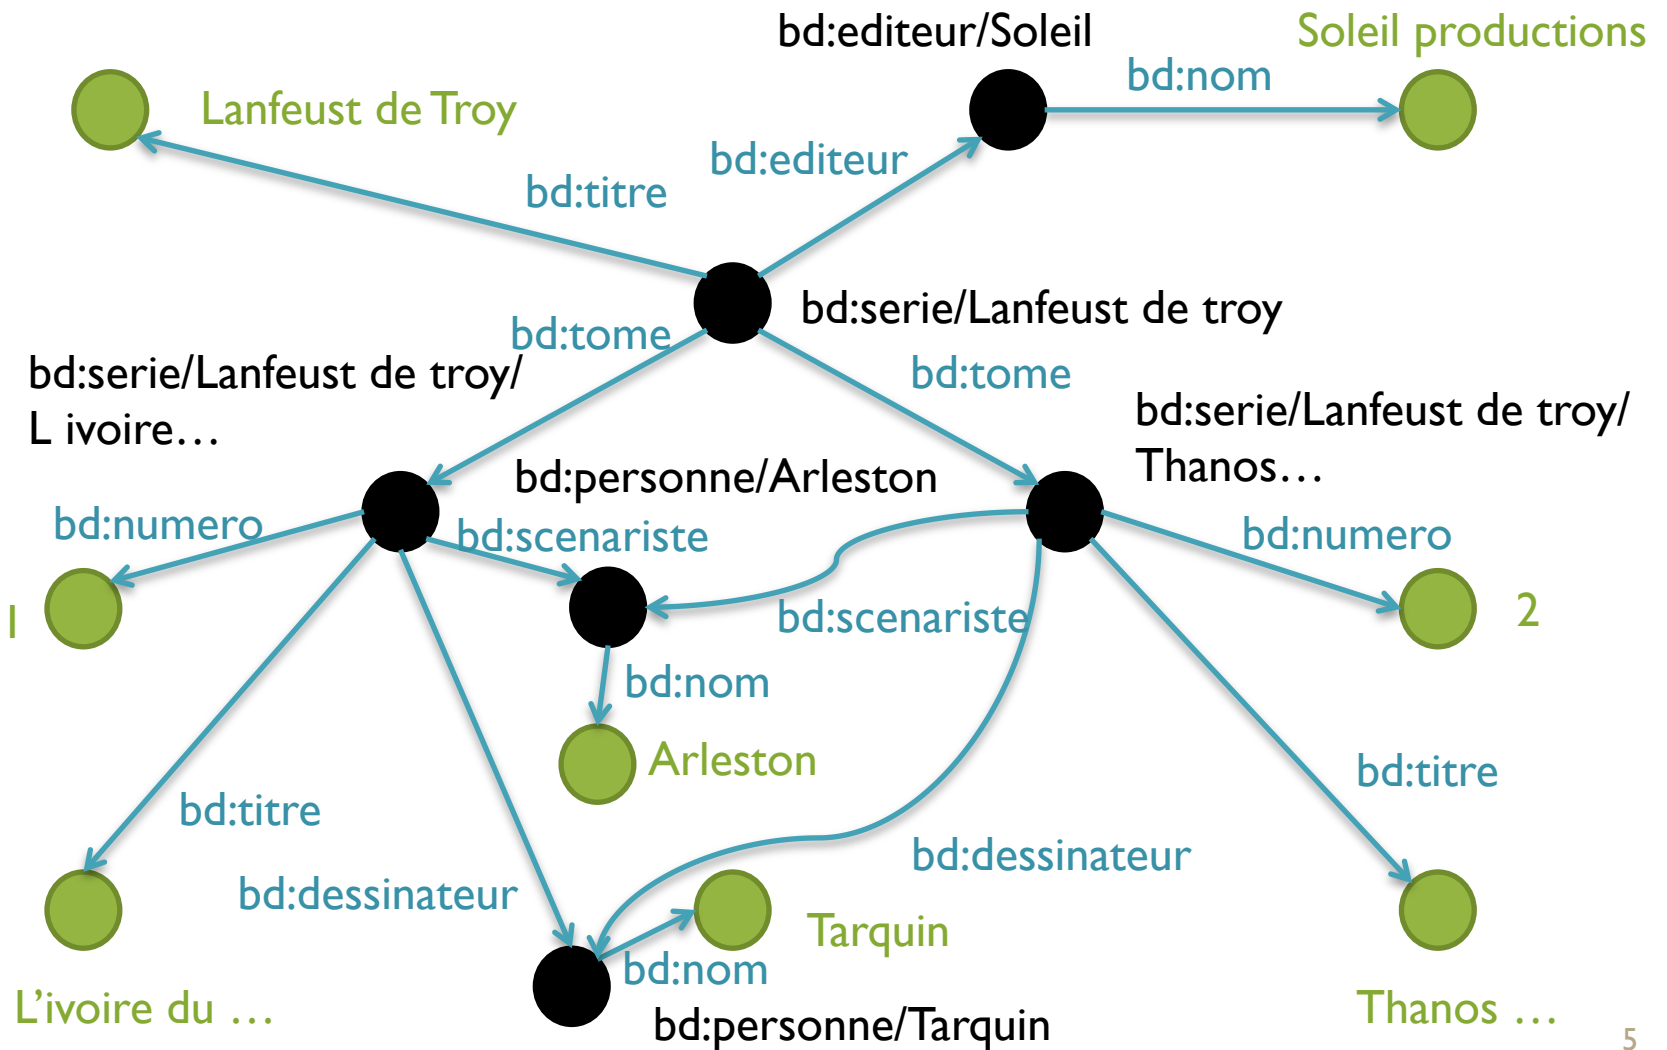 bd:editeur/Soleil
Soleil productions
bd:nom
Lanfeust de Troy
bd:editeur
bd:titre
bd:serie/Lanfeust de troy
bd:tome
bd:tome
bd:serie/Lanfeust de troy/
L ivoire…
bd:serie/Lanfeust de troy/
Thanos…
bd:personne/Arleston
bd:numero
bd:scenariste
bd:numero
1
bd:scenariste
2
bd:nom
Arleston
bd:titre
bd:titre
bd:dessinateur
bd:dessinateur
Tarquin
bd:nom
L’ivoire du …
bd:personne/Tarquin
Thanos …
5